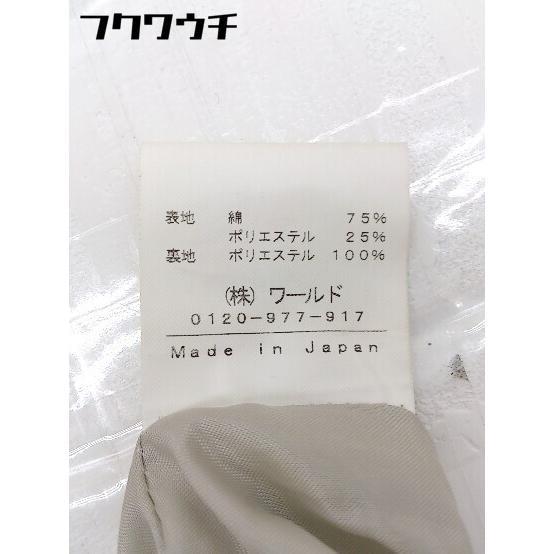 フクワウチ
表地 綿 75%
ポリエステル 25%
裏地 ポリエステル 100%
(株) ワールド
0120-977-917
Made in Japan